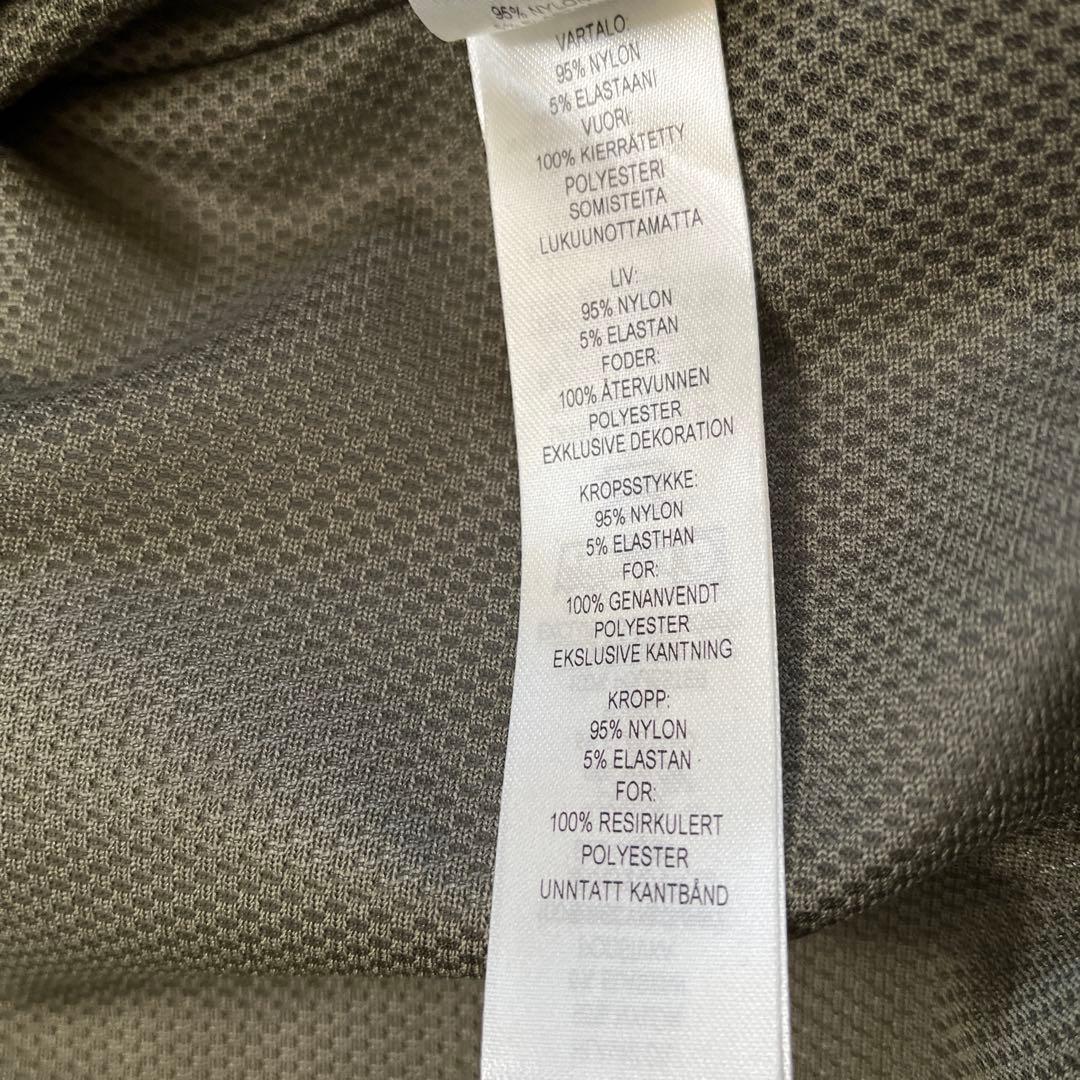 95% NYLON
VARTALO:
95% NYLON
5% ELASTAANI
VUORI:
100% KIERRÄTETTY
POLYESTERI
SOMISTEITA
LUKUUNOTTAMATTA
LIV:
95% NYLON
5% ELASTAN
FODER:
100% ÅTERVUNNEN
POLYESTER
EXKLUSIVE DEKORATION
KROPSSTYKKE:
95% NYLON
5% ELASTHAN
FOR:
100% GENANVENDT
POLYESTER
EKSLUSIVE KANTNING
KROPP:
95% NYLON
5% ELASTAN
FOR:
100% RESIRKULERT
POLYESTER
UNNTATT KANTBÅND